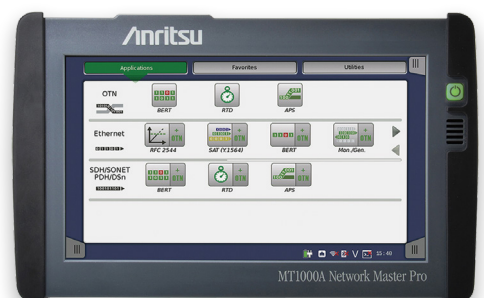 Anritsu
Applications Favorites Utilities
OTN
BERT RTD APS
Ethernet
RFC 2544 SAT (Y.1564) BERT Mon./Gen.
SDH/SONET
PDH/DSn
BERT RTD APS
15:40
MT1000A Network Master Pro